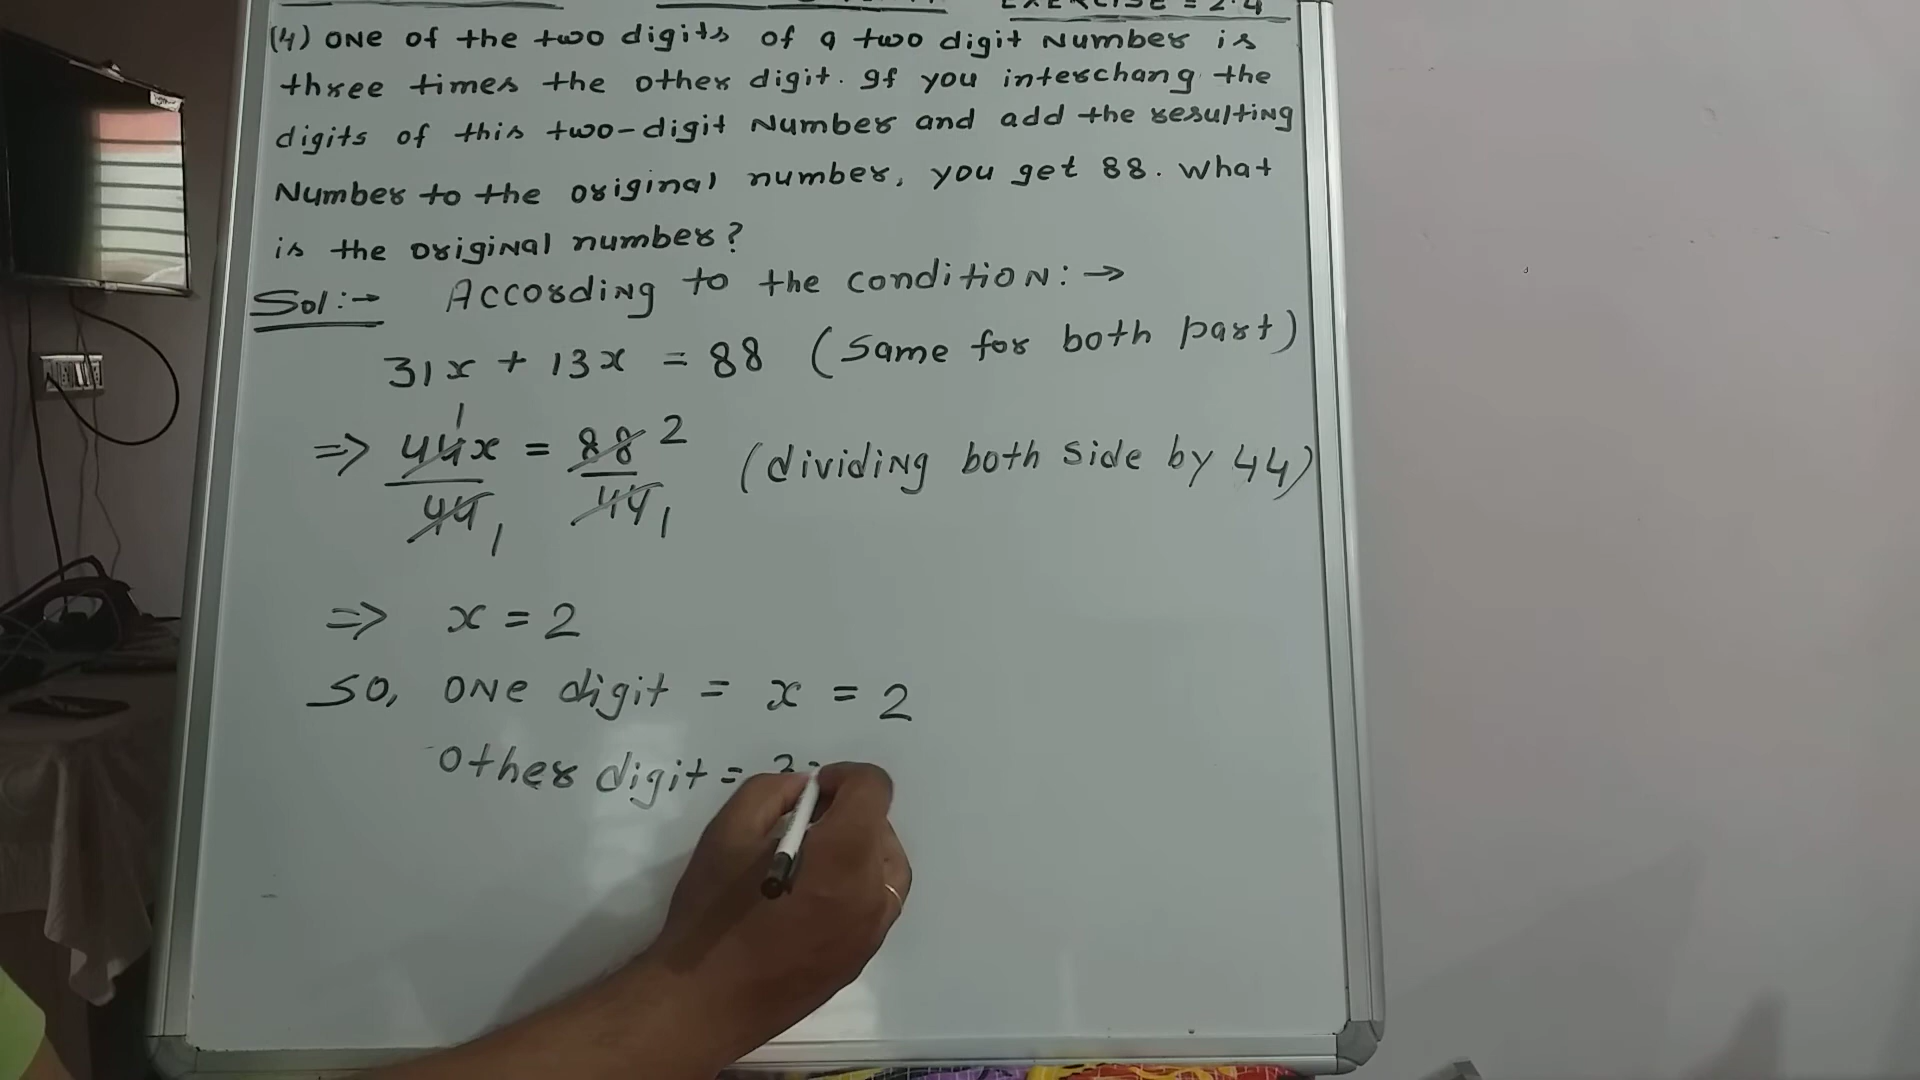 EXERCISE = 2.4
(4) ONE of the two digits of a two digit Number is
three times the other digit. If you interchang the
digits of this two-digit Number and add the resulting
Number to the original number, you get 88. What
is the original number?
Sol :→ According to the condition : →
31x + 13x = 88 (Same for both part)
1
⇒ 44x = 88 2 (dividing both side by 44)
44 1 44 1
⇒ x = 2
SO, ONE digit = x = 2
Other digit = 3